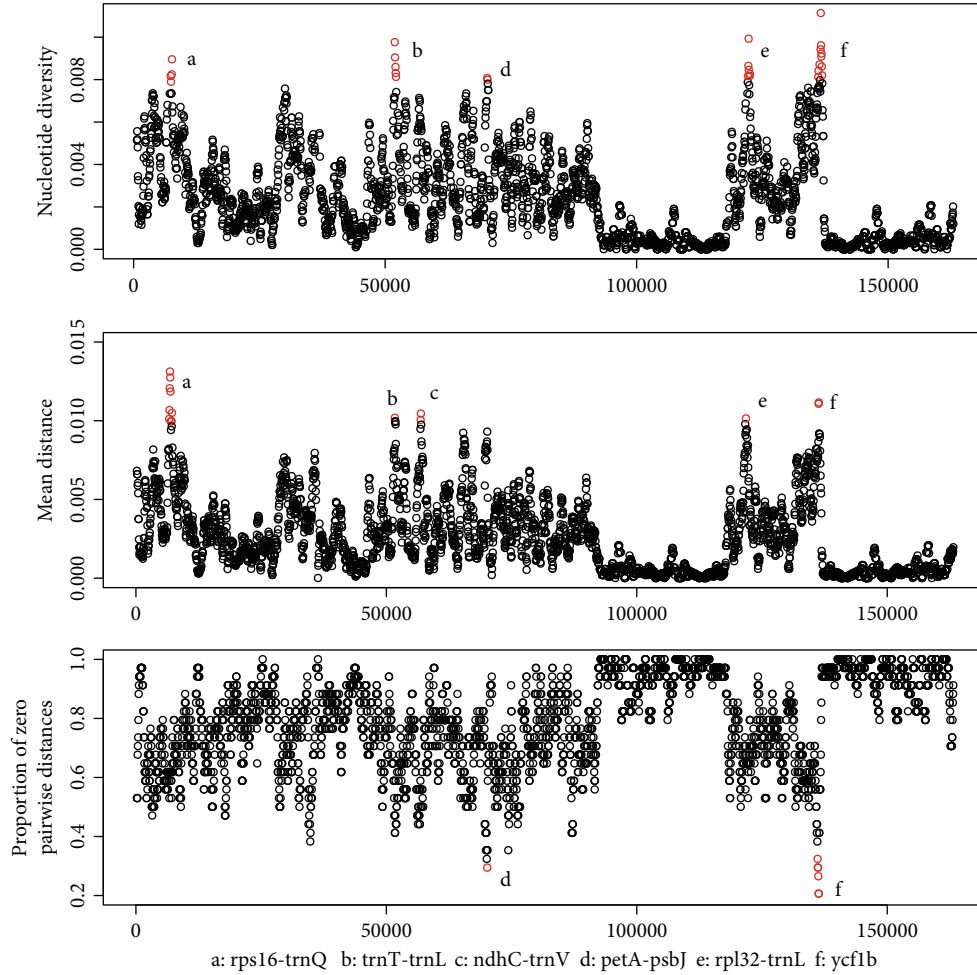 Nucleotide diversity
0.008
0.004
0.000
a
b
d
e
f
0
50000
100000
150000
Mean distance
0.015
0.010
0.005
0.000
a
b
c
e
f
0
50000
100000
150000
Proportion of zero
pairwise distances
1.0
0.8
0.6
0.4
0.2
d
f
0
50000
100000
150000
a: rps16-trnQ b: trnT-trnL c: ndhC-trnV d: petA-psbJ e: rpl32-trnL f: ycf1b